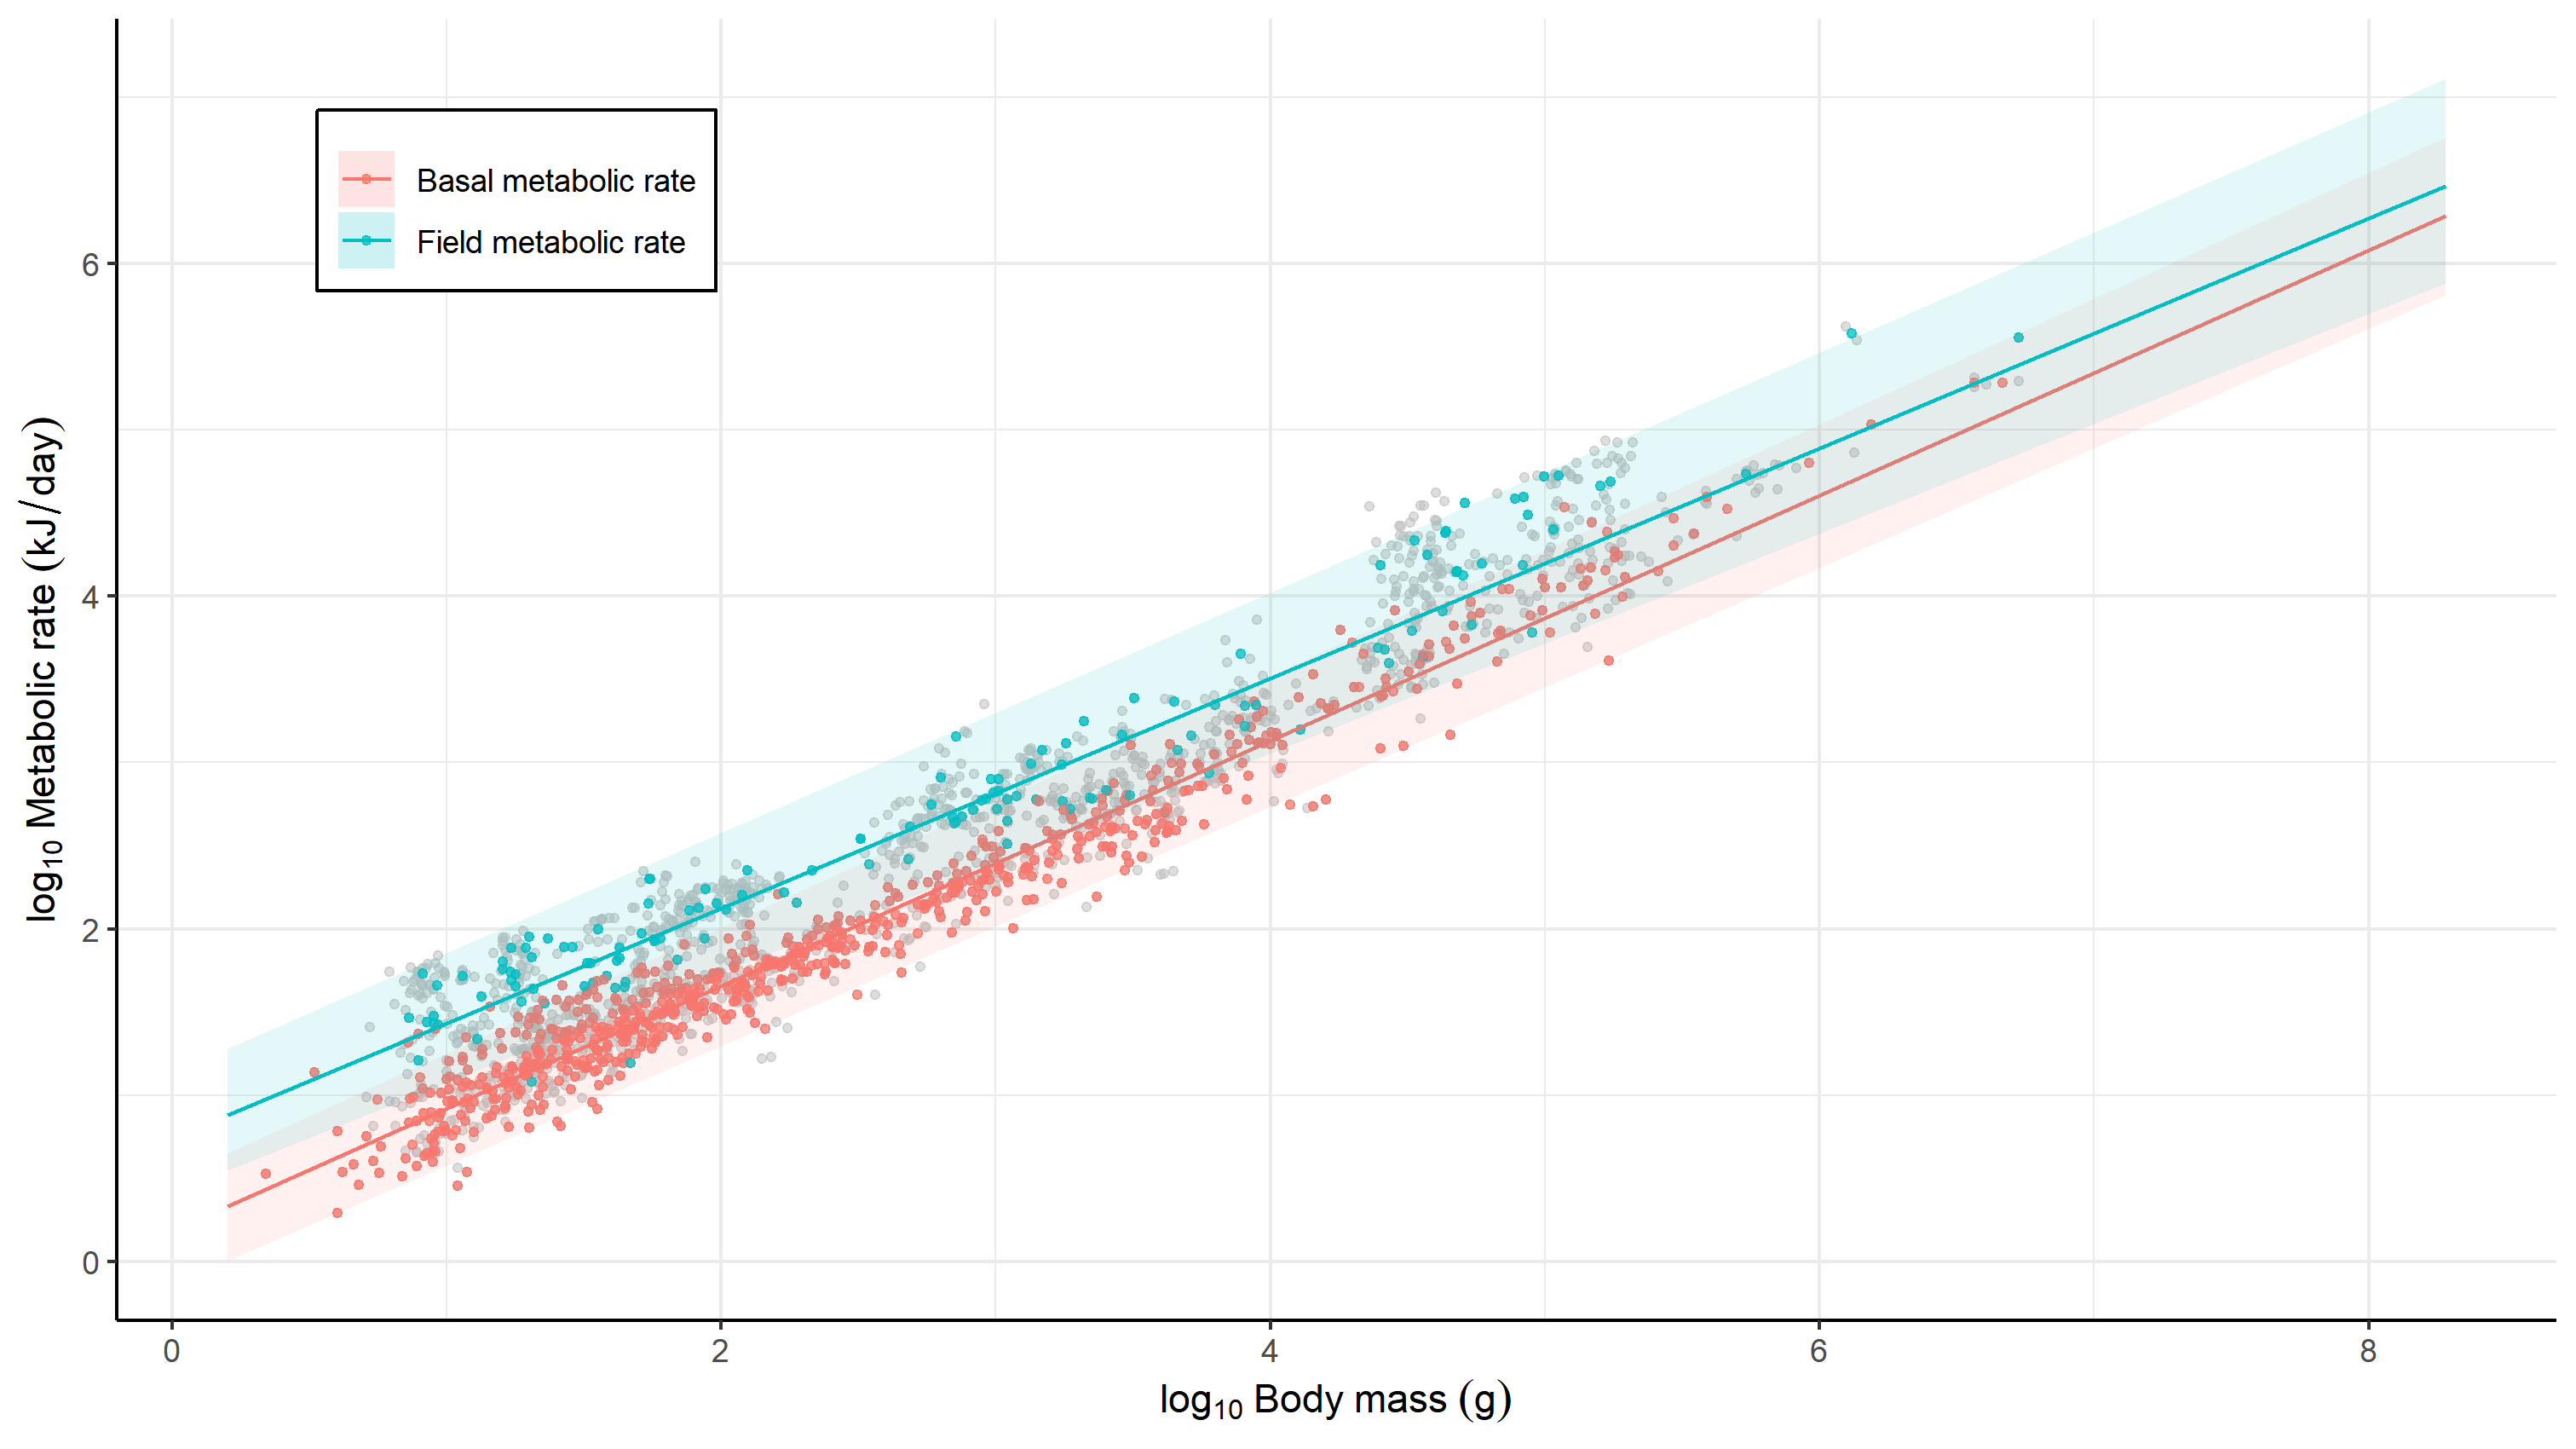 Basal metabolic rate
Field metabolic rate
log₁₀ Metabolic rate (kJ/day)
6
4
2
0
0 2 4 6 8
log₁₀ Body mass (g)